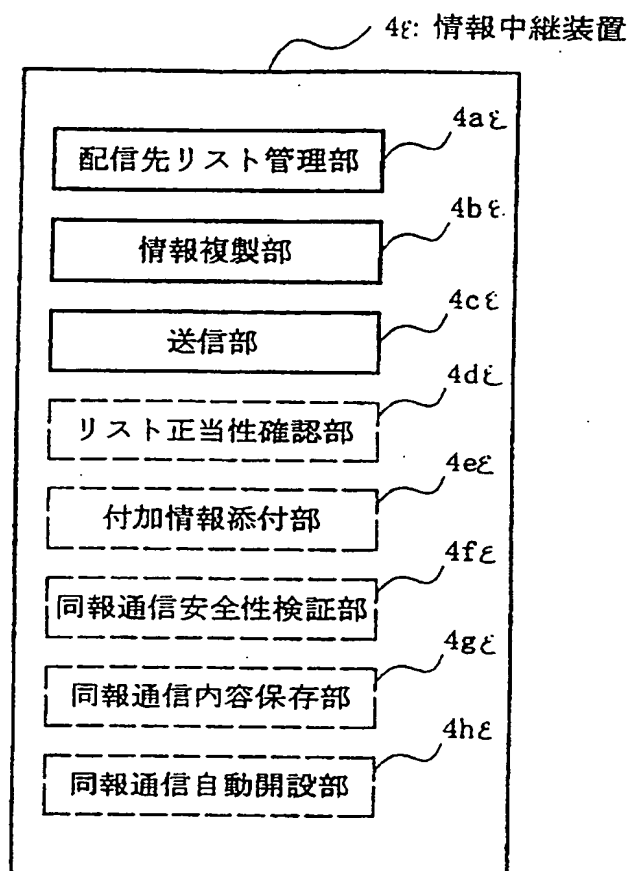 4ε: 情報中継装置
4aε
配信先リスト管理部
4bε
情報複製部
4cε
送信部
4dε
リスト正当性確認部
4eε
付加情報添付部
4fε
同報通信安全性検証部
4gε
同報通信内容保存部
4hε
同報通信自動開設部